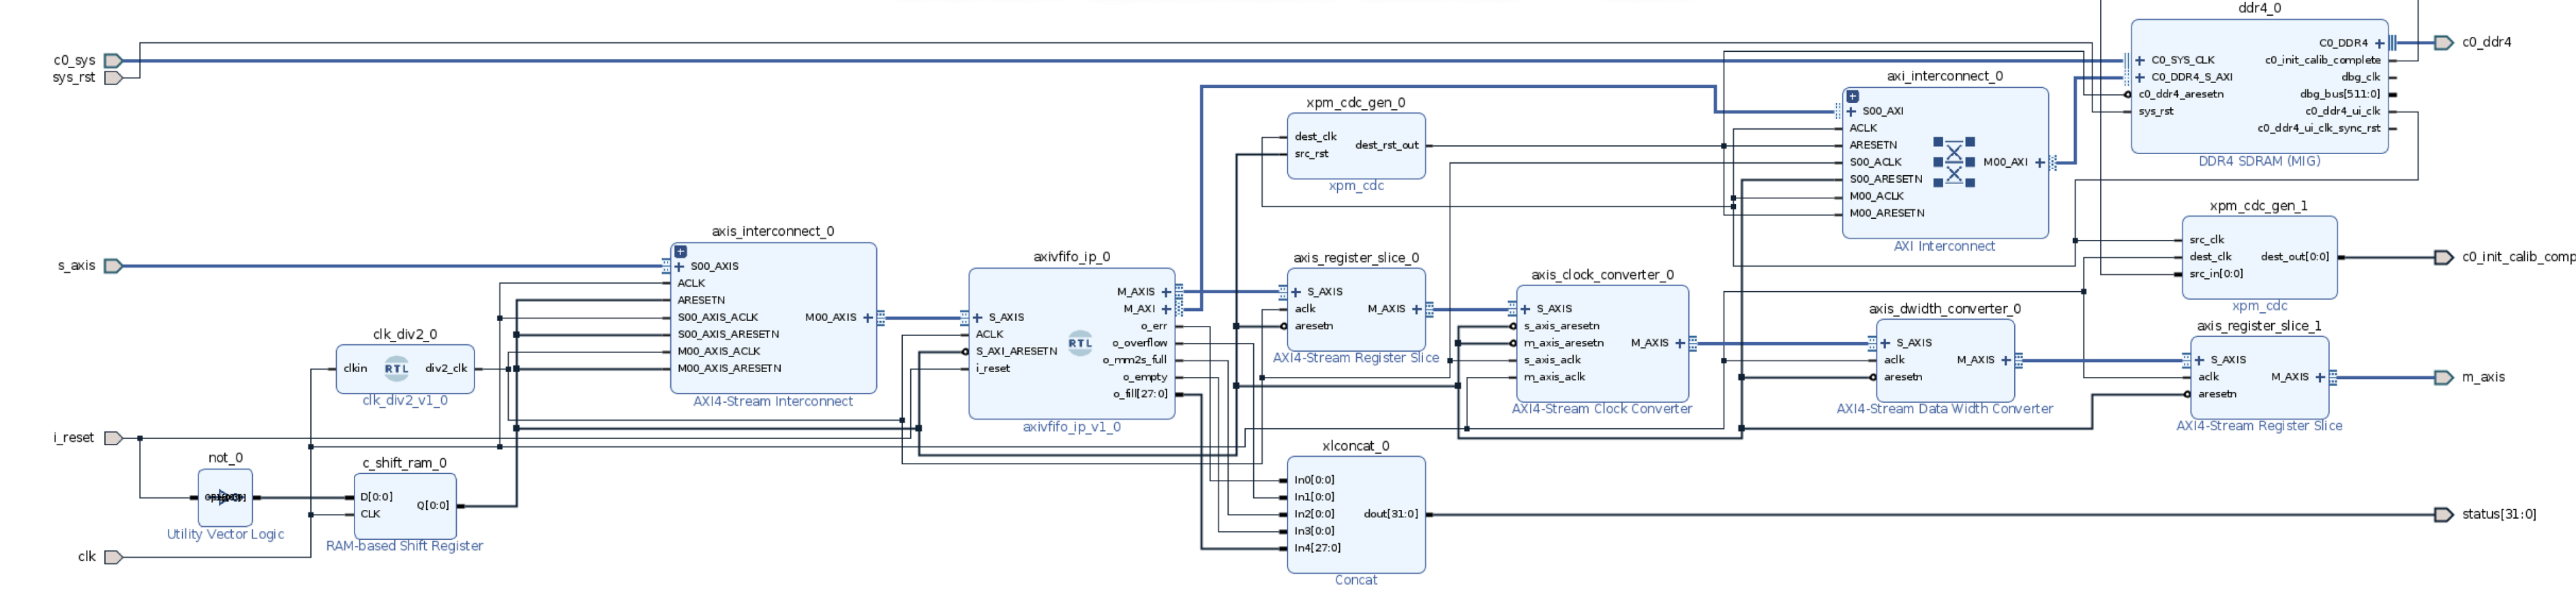 c0_sys
sys_rst
s_axis
i_reset
clk
clk_div2_0
clkin
RTL
div2_clk
clk_div2_v1_0
not_0
Utility Vector Logic
c_shift_ram_0
D[0:0]
CLK
Q[0:0]
RAM-based Shift Register
axis_interconnect_0
S00_AXIS
ACLK
ARESETN
S00_AXIS_ACLK
S00_AXIS_ARESETN
M00_AXIS_ACLK
M00_AXIS_ARESETN
M00_AXIS
AXI4-Stream Interconnect
axivfifo_ip_0
S_AXIS
ACLK
S_AXI_ARESETN
i_reset
RTL
M_AXIS
M_AXI
o_err
o_overflow
o_mm2s_full
o_empty
o_fill[27:0]
axivfifo_ip_v1_0
xpm_cdc_gen_0
dest_clk
src_rst
dest_rst_out
xpm_cdc
axis_register_slice_0
S_AXIS
aclk
aresetn
M_AXIS
AXI4-Stream Register Slice
xlconcat_0
In0[0:0]
In1[0:0]
In2[0:0]
In3[0:0]
In4[27:0]
dout[31:0]
Concat
axis_clock_converter_0
S_AXIS
s_axis_aresetn
m_axis_aresetn
s_axis_aclk
m_axis_aclk
M_AXIS
AXI4-Stream Clock Converter
axi_interconnect_0
S00_AXI
ACLK
ARESETN
S00_ACLK
S00_ARESETN
M00_ACLK
M00_ARESETN
M00_AXI
AXI Interconnect
axis_dwidth_converter_0
S_AXIS
aclk
aresetn
M_AXIS
AXI4-Stream Data Width Converter
ddr4_0
C0_SYS_CLK
C0_DDR4_S_AXI
c0_ddr4_aresetn
sys_rst
C0_DDR4
c0_init_calib_complete
dbg_clk
dbg_bus[511:0]
c0_ddr4_ui_clk
c0_ddr4_ui_clk_sync_rst
DDR4 SDRAM (MIG)
xpm_cdc_gen_1
src_clk
dest_clk
src_in[0:0]
dest_out[0:0]
xpm_cdc
axis_register_slice_1
S_AXIS
aclk
aresetn
M_AXIS
AXI4-Stream Register Slice
c0_ddr4
c0_init_calib_comp
m_axis
status[31:0]